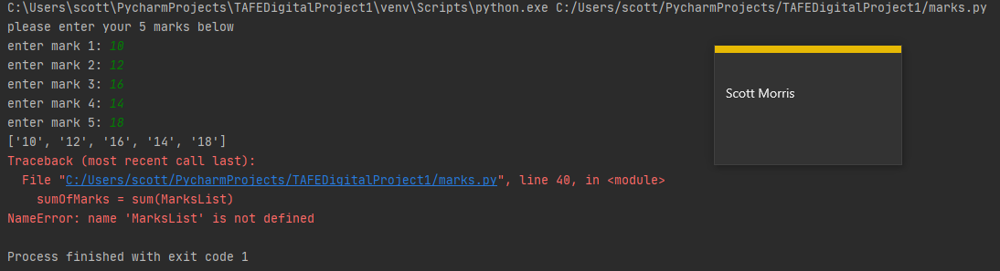 C:\Users\scott\PycharmProjects\TAFEDigitalProject1\venv\Scripts\python.exe C:/Users/scott/PycharmProjects/TAFEDigitalProject1/marks.py
please enter your 5 marks below
enter mark 1: 10
enter mark 2: 12
enter mark 3: 16
enter mark 4: 14
enter mark 5: 18
['10', '12', '16', '14', '18']
Traceback (most recent call last):
  File "C:/Users/scott/PycharmProjects/TAFEDigitalProject1/marks.py", line 40, in <module>
    sumOfMarks = sum(MarksList)
NameError: name 'MarksList' is not defined
Process finished with exit code 1
Scott Morris